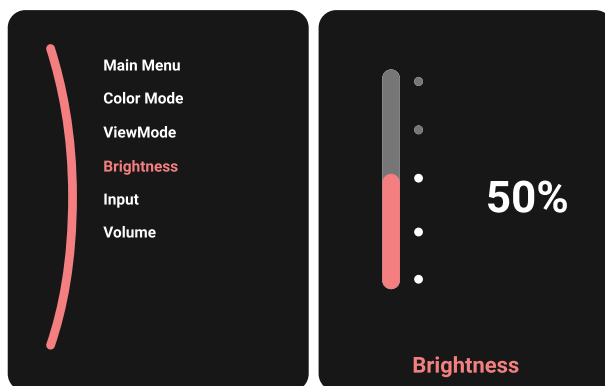 Main Menu
Color Mode
ViewMode
Brightness
Input
Volume
50%
Brightness